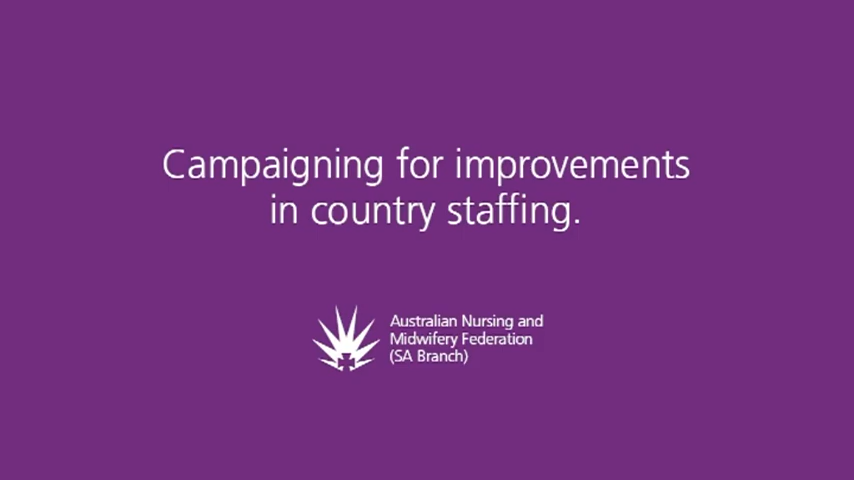 Campaigning for improvements
in country staffing.
Australian Nursing and
Midwifery Federation
(SA Branch)